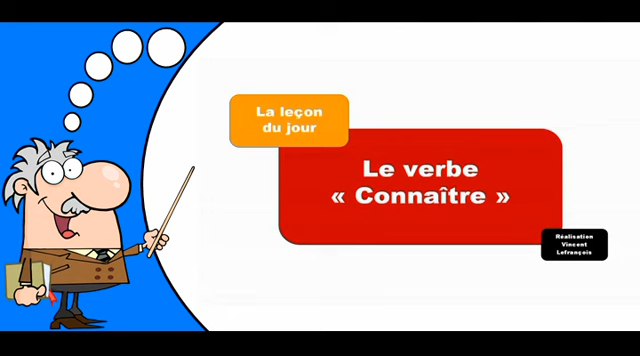 La leçon
du jour
Le verbe
« Connaître »
Réalisation
Vincent
Lefrançois